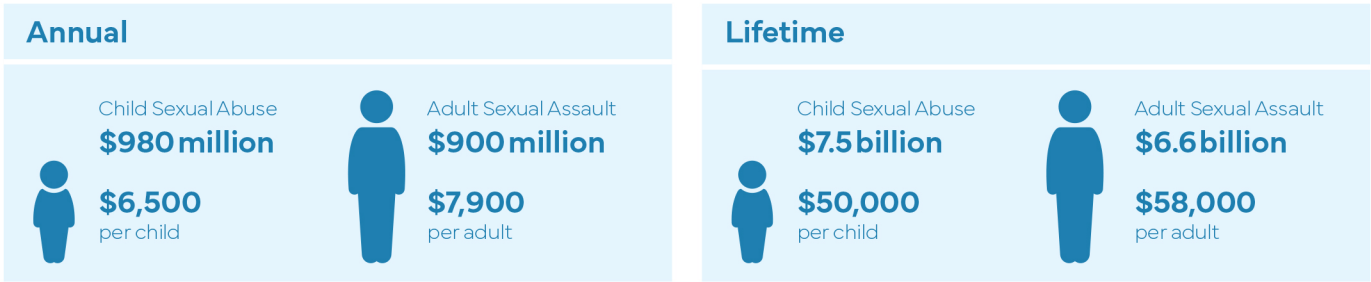 Annual
Child Sexual Abuse
$980 million
$6,500
per child
Adult Sexual Assault
$900 million
$7,900
per adult
Lifetime
Child Sexual Abuse
$7.5 billion
$50,000
per child
Adult Sexual Assault
$6.6 billion
$58,000
per adult